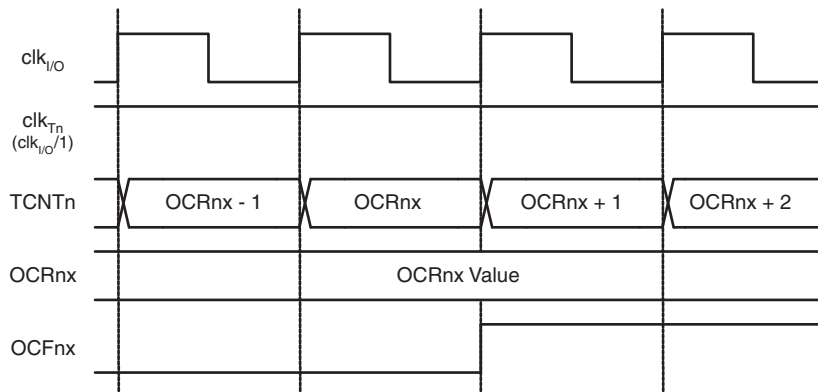 clkI/O
clkTn
(clkI/O/1)
TCNTn OCRnx - 1 OCRnx OCRnx + 1 OCRnx + 2
OCRnx OCRnx Value
OCFnx